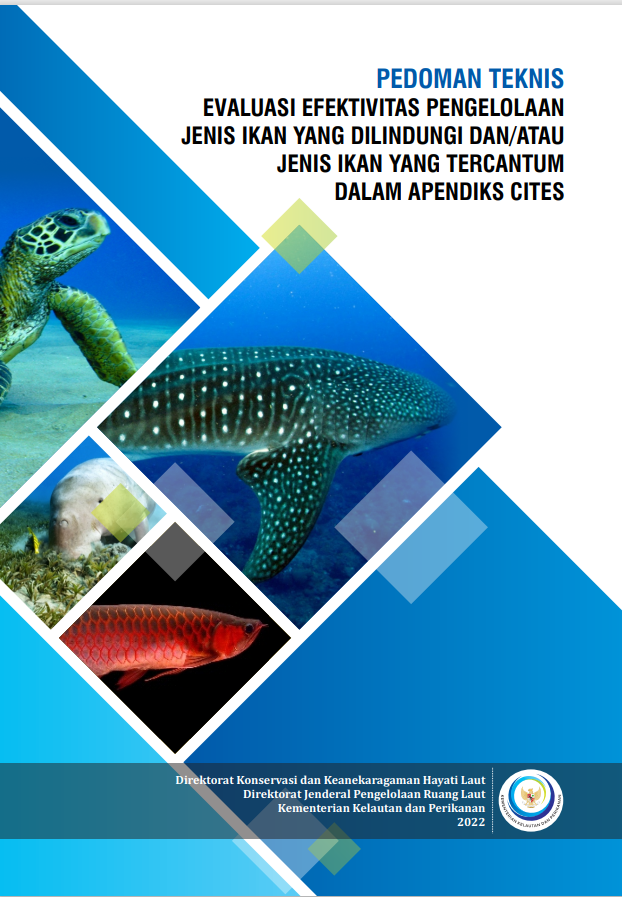 PEDOMAN TEKNIS
EVALUASI EFEKTIVITAS PENGELOLAAN
JENIS IKAN YANG DILINDUNGI DAN/ATAU
JENIS IKAN YANG TERCANTUM
DALAM APENDIKS CITES
Direktorat Konservasi dan Keanekaragaman Hayati Laut
Direktorat Jenderal Pengelolaan Ruang Laut
Kementerian Kelautan dan Perikanan
2022
KEMENTERIAN KELAUTAN DAN PERIKANAN